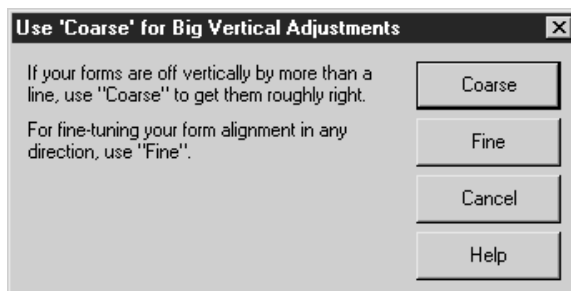 Use 'Coarse' for Big Vertical Adjustments
If your forms are off vertically by more than a
line, use "Coarse" to get them roughly right.
For fine-tuning your form alignment in any
direction, use "Fine".
Coarse
Fine
Cancel
Help